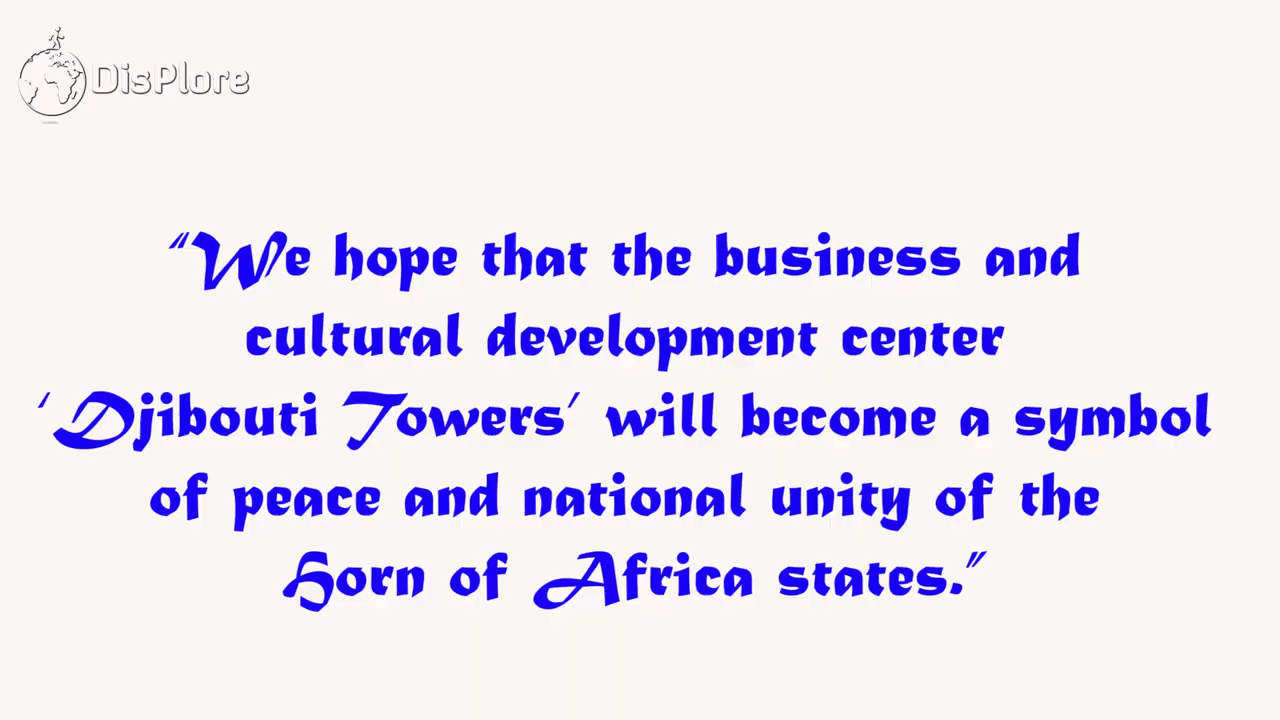 DisPlore
“We hope that the business and
cultural development center
‘Djibouti Towers’ will become a symbol
of peace and national unity of the
Horn of Africa states.”